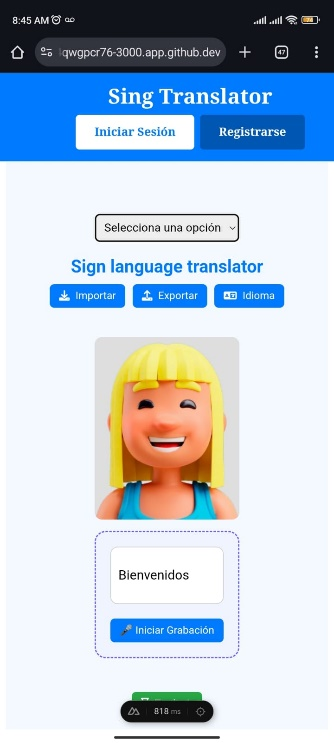 8:45 AM
qwgpcr76-3000.app.github.dev
47
Sing Translator
Iniciar Sesión
Registrarse
Selecciona una opción
Sign language translator
Importar
Exportar
Idioma
Bienvenidos
Iniciar Grabación
818 ms